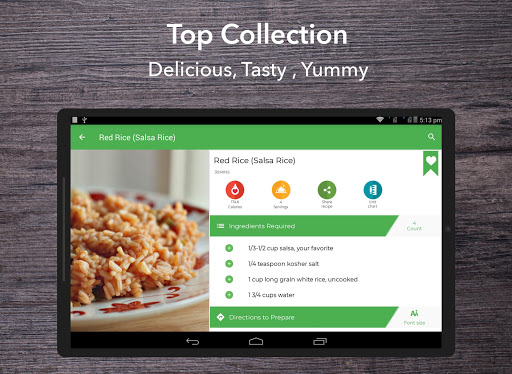 Top Collection
Delicious, Tasty , Yummy
5:13 pm
Red Rice (Salsa Rice)
Red Rice (Salsa Rice)
Calories
Servings
Share
recipe
Unit
chart
Ingredients Required
4
Count
1/3-1/2 cup salsa, your favorite
1/4 teaspoon kosher salt
1 cup long grain white rice, uncooked
1 3/4 cups water
Directions to Prepare
Font size